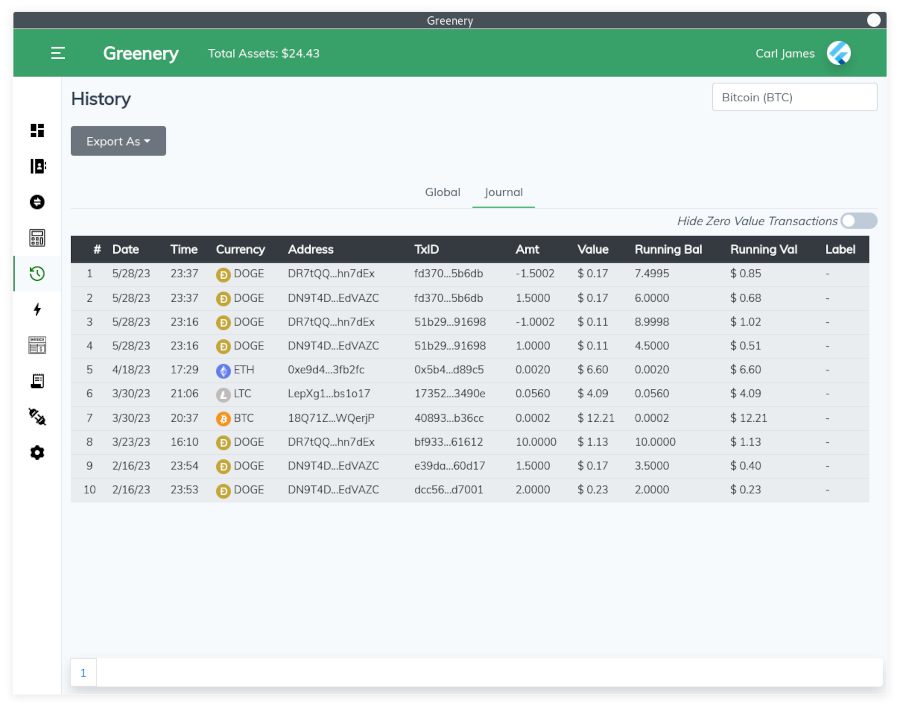 Greenery
Greenery Total Assets: $24.43 Carl James
History Bitcoin (BTC)
Export As
Global Journal
Hide Zero Value Transactions
# Date Time Currency Address TxID Amt Value Running Bal Running Val Label
1 5/28/23 23:37 DOGE DR7tQQ...hn7dEx fd370...5b6db -1.5002 $ 0.17 7.4995 $ 0.85 -
2 5/28/23 23:37 DOGE DN9T4D...EdVAZC fd370...5b6db 1.5000 $ 0.17 6.0000 $ 0.68 -
3 5/28/23 23:16 DOGE DR7tQQ...hn7dEx 51b29...91698 -1.0002 $ 0.11 8.9998 $ 1.02 -
4 5/28/23 23:16 DOGE DN9T4D...EdVAZC 51b29...91698 1.0000 $ 0.11 4.5000 $ 0.51 -
5 4/18/23 17:29 ETH 0xe9d4...3fb2fc 0x5b4...d89c5 0.0020 $ 6.60 0.0020 $ 6.60 -
6 3/30/23 21:06 LTC LepXg1...bs1o17 17352...3490e 0.0560 $ 4.09 0.0560 $ 4.09 -
7 3/30/23 20:37 BTC 18Q71Z...WQerjP 40893...b36cc 0.0002 $ 12.21 0.0002 $ 12.21 -
8 3/23/23 16:10 DOGE DR7tQQ...hn7dEx bf933...61612 10.0000 $ 1.13 10.0000 $ 1.13 -
9 2/16/23 23:54 DOGE DN9T4D...EdVAZC e39da...60d17 1.5000 $ 0.17 3.5000 $ 0.40 -
10 2/16/23 23:53 DOGE DN9T4D...EdVAZC dcc56...d7001 2.0000 $ 0.23 2.0000 $ 0.23 -
1